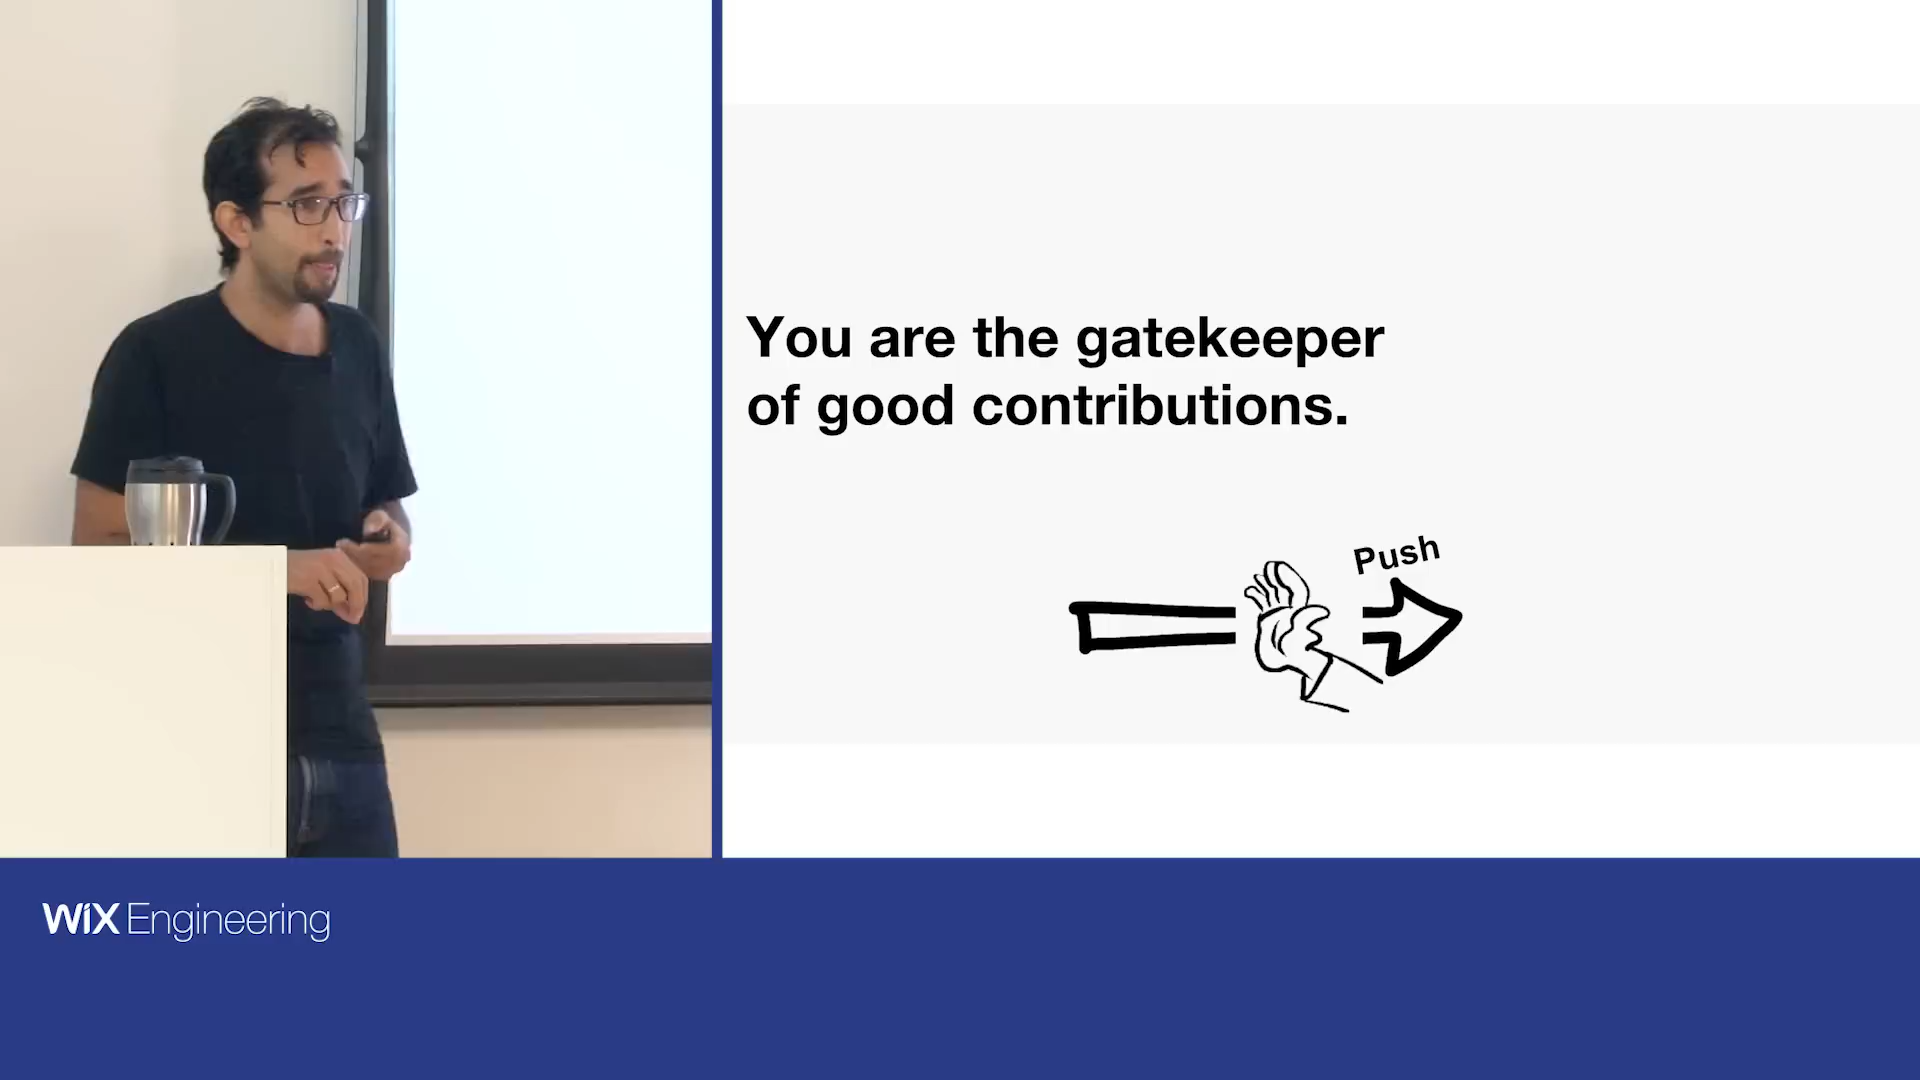 You are the gatekeeper
of good contributions.
Push
WiX Engineering